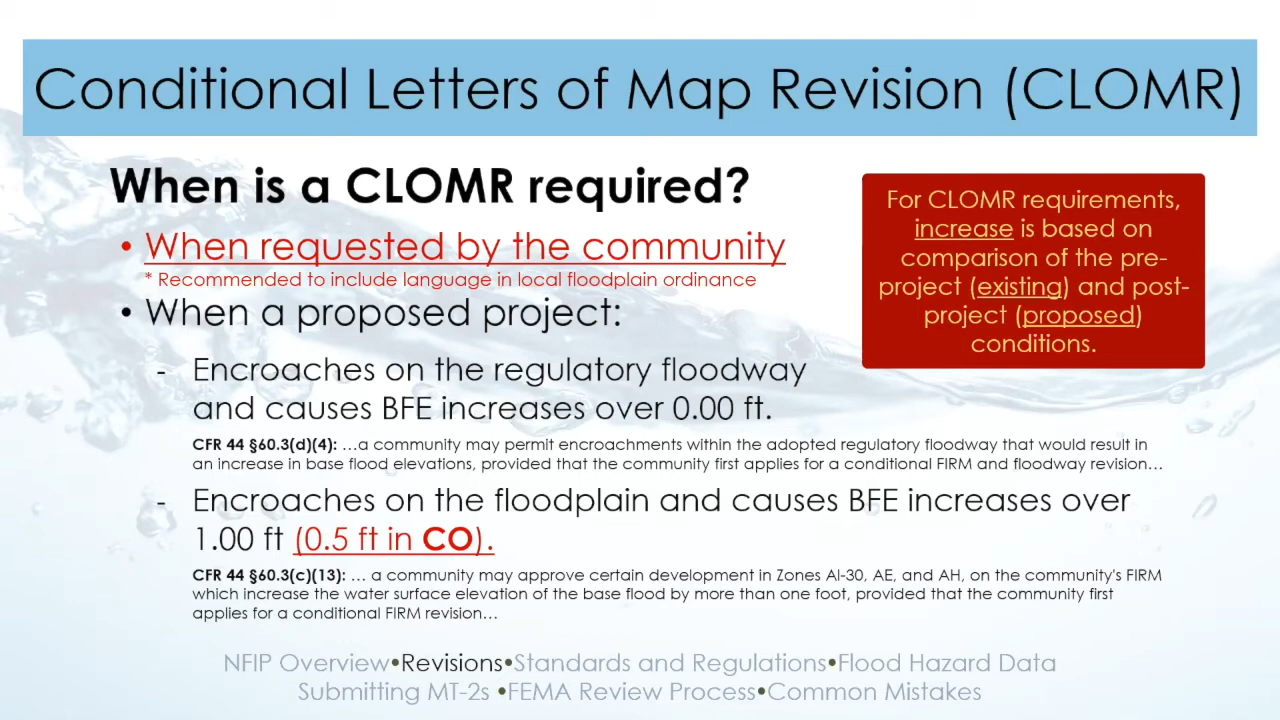 Conditional Letters of Map Revision (CLOMR)
When is a CLOMR required?
• When requested by the community
* Recommended to include language in local floodplain ordinance
• When a proposed project:
- Encroaches on the regulatory floodway
and causes BFE increases over 0.00 ft.
CFR 44 §60.3(d)(4): …a community may permit encroachments within the adopted regulatory floodway that would result in
an increase in base flood elevations, provided that the community first applies for a conditional FIRM and floodway revision…
- Encroaches on the floodplain and causes BFE increases over
1.00 ft (0.5 ft in CO).
CFR 44 §60.3(c)(13): … a community may approve certain development in Zones AI-30, AE, and AH, on the community's FIRM
which increase the water surface elevation of the base flood by more than one foot, provided that the community first
applies for a conditional FIRM revision…
For CLOMR requirements,
increase is based on
comparison of the pre-
project (existing) and post-
project (proposed)
conditions.
NFIP Overview•Revisions•Standards and Regulations•Flood Hazard Data
Submitting MT-2s •FEMA Review Process•Common Mistakes